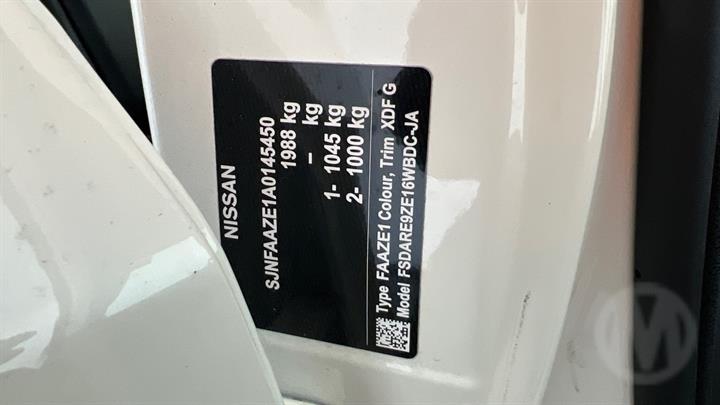 NISSAN
SJNFAAZE1A0145450
1988 kg
– kg
1- 1045 kg
2- 1000 kg
Type FAAZE1 Colour, Trim XDF G
Model FSDARE9ZE16WBDC-JA
M